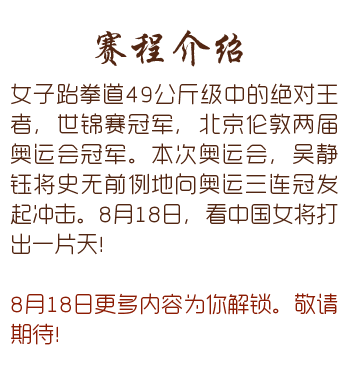 赛程介绍
女子跆拳道49公斤级中的绝对王
者，世锦赛冠军，北京伦敦两届
奥运会冠军。本次奥运会，吴静
钰将史无前例地向奥运三连冠发
起冲击。8月18日，看中国女将打
出一片天!
8月18日更多内容为你解锁。敬请
期待!